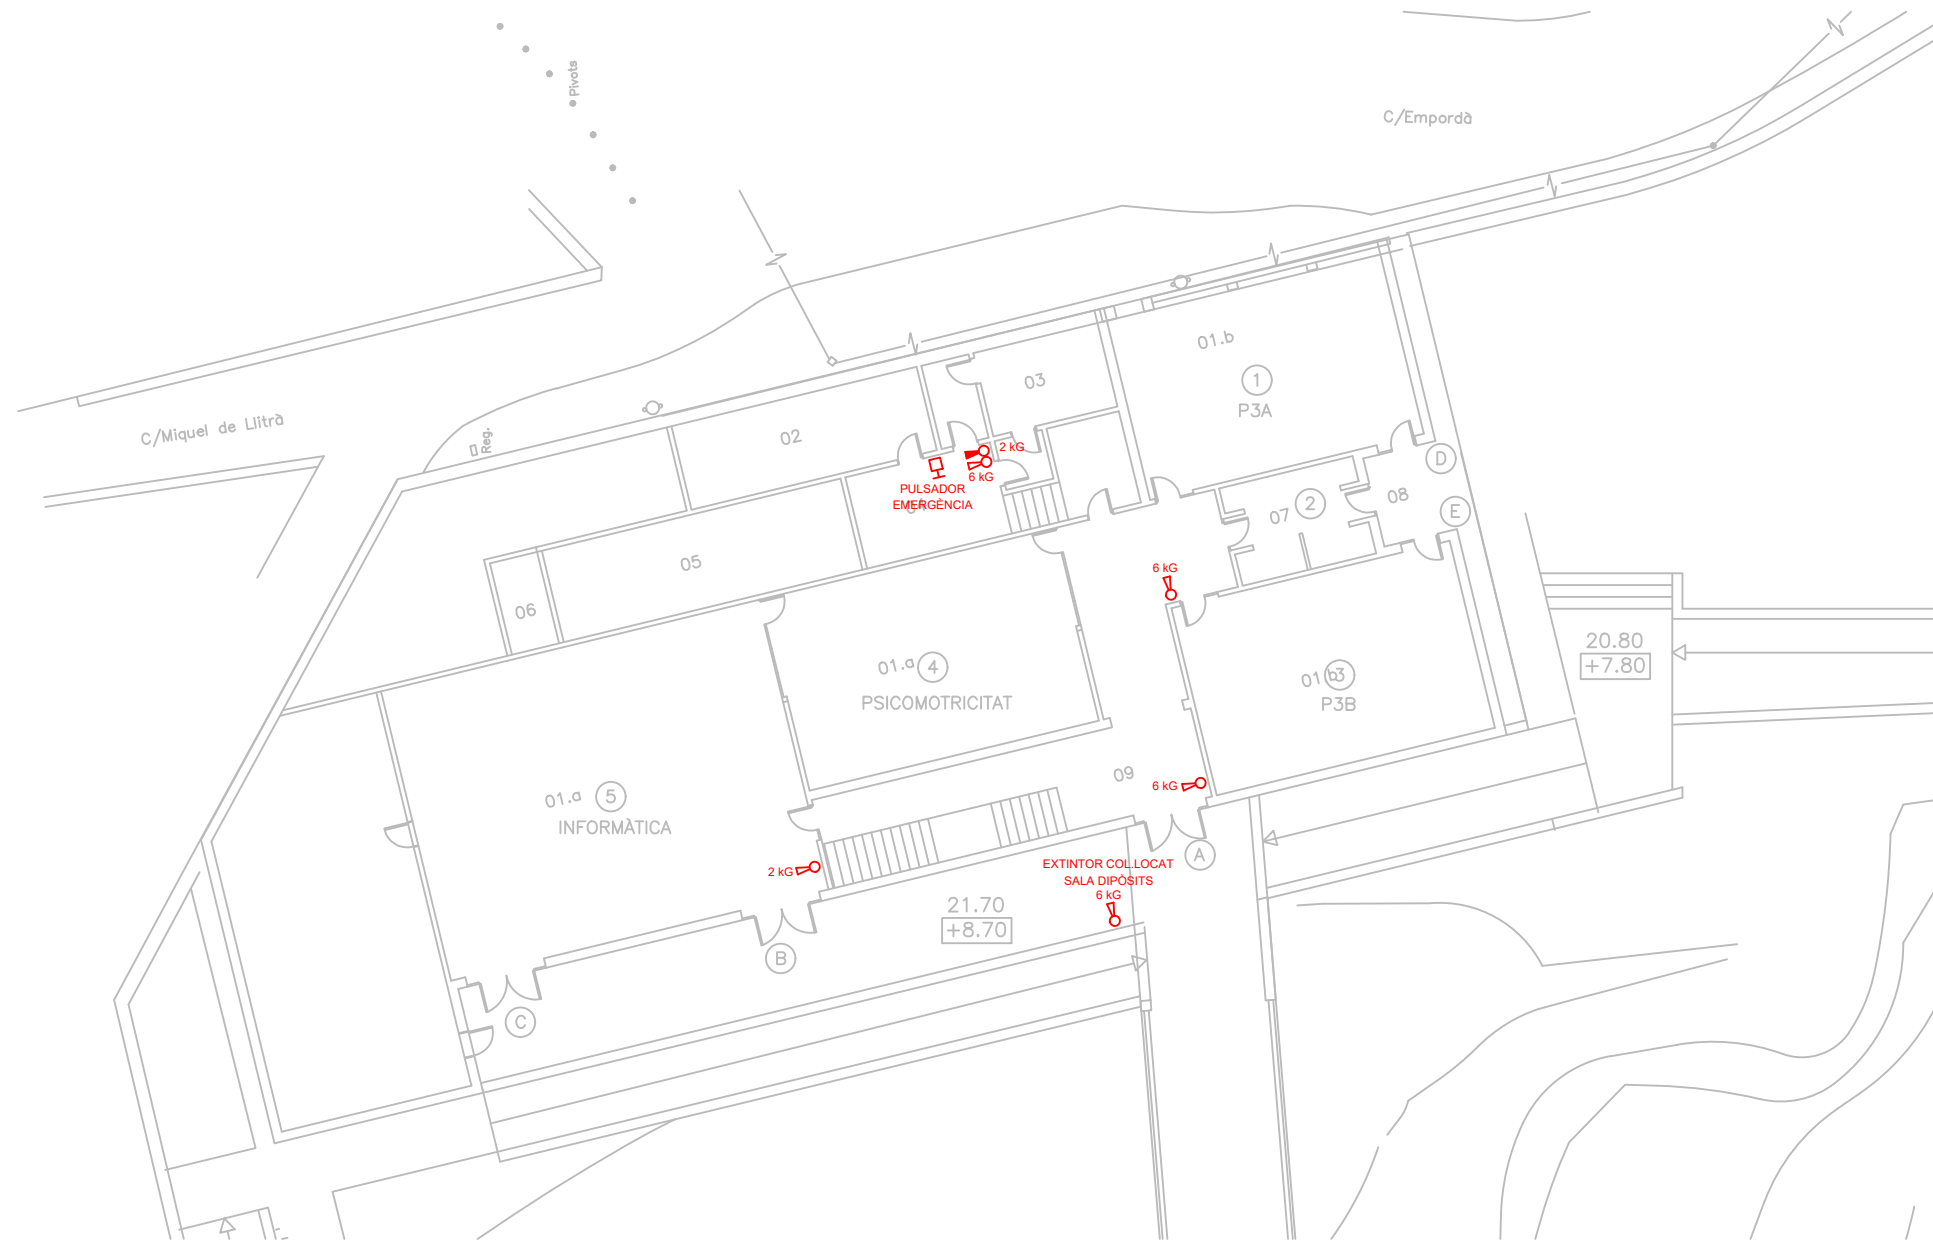 Pivots
C/Empordà
C/Miquel de Llitrà
Reg.
01.b
1
P3A
03
02
2 kG
6 kG
PULSADOR
EMERGÈNCIA
D
08
E
2
07
05
06
6 kG
20.80
+7.80
01.a
4
PSICOMOTRICITAT
01.b
3
P3B
09
6 kG
01.a
5
INFORMÀTICA
A
2 kG
EXTINTOR COL.LOCAT
SALA DIPÒSITS
6 kG
21.70
+8.70
B
C